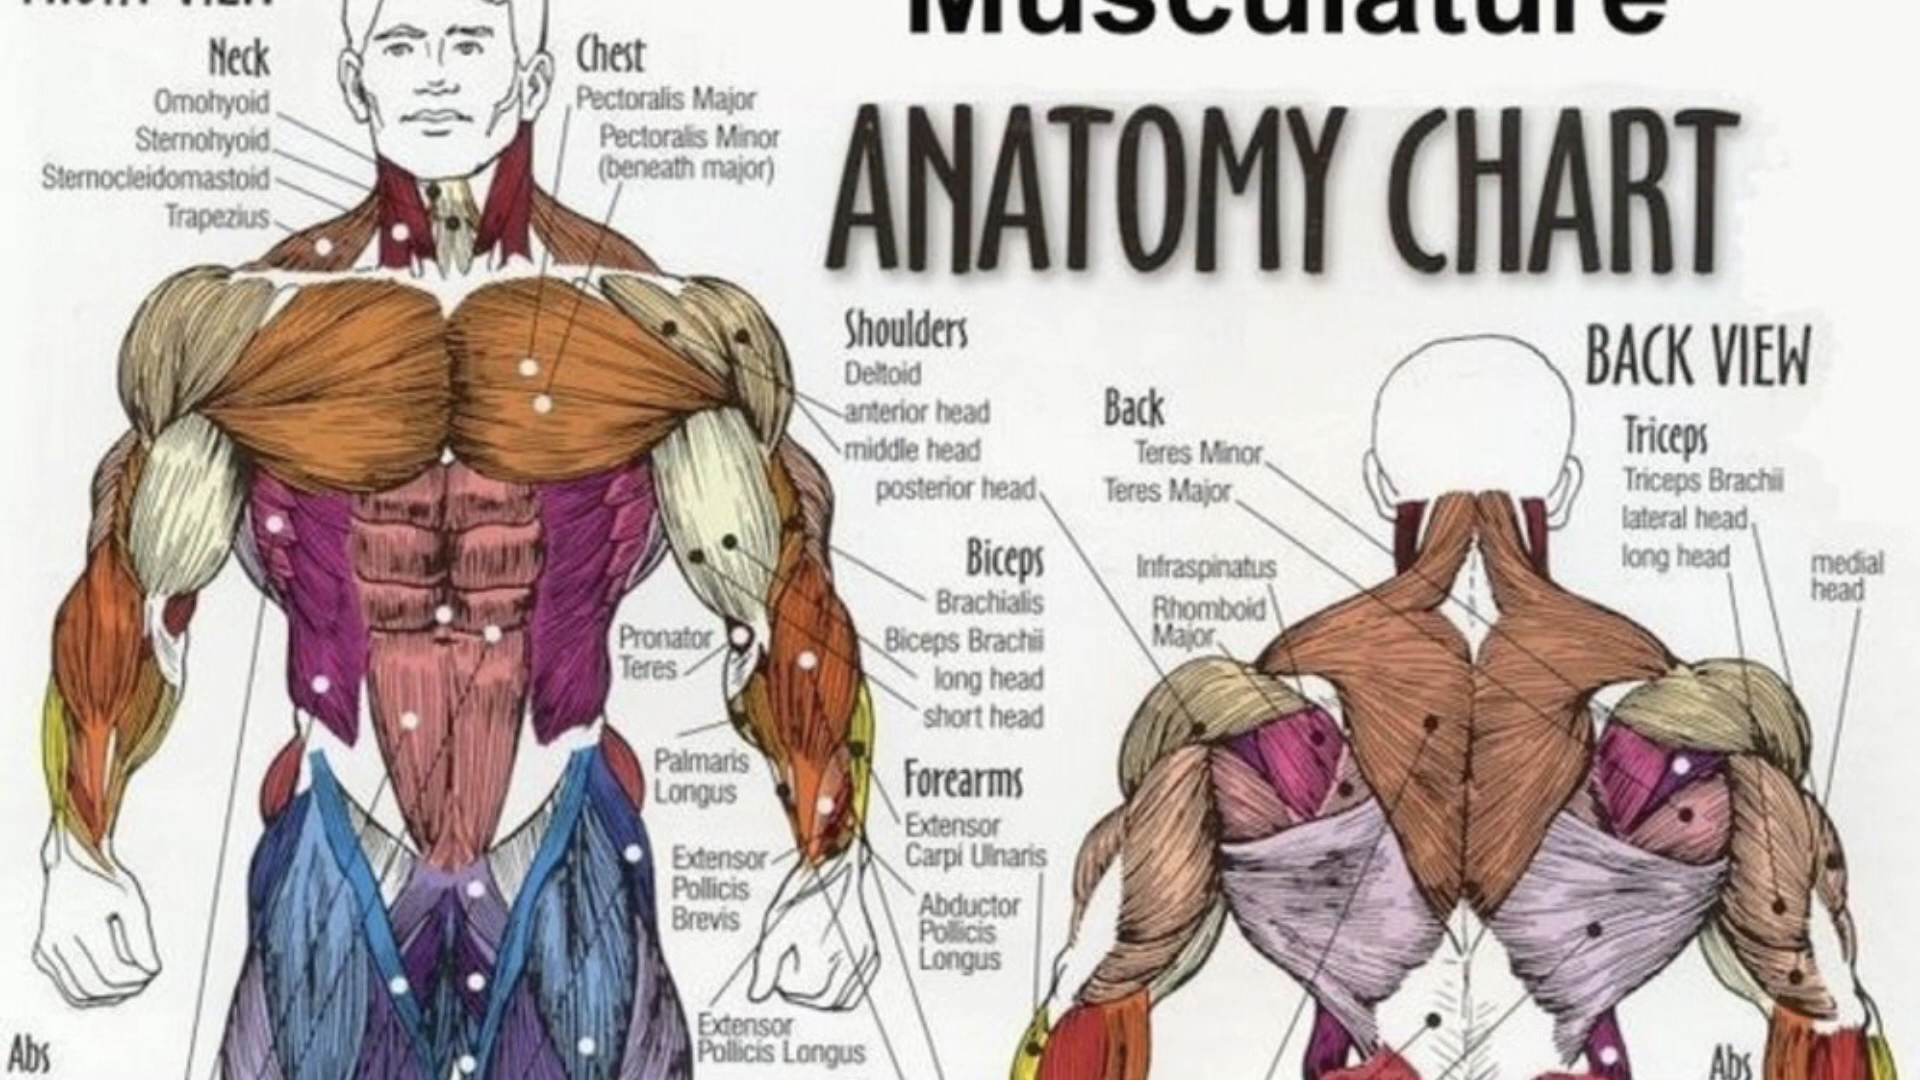 FRONT VIEW
Musculature
ANATOMY CHART
Neck
Omohyoid
Sternohyoid
Sternocleidomastoid
Trapezius
Chest
Pectoralis Major
Pectoralis Minor
(beneath major)
Shoulders
Deltoid
anterior head
middle head
posterior head
Biceps
Brachialis
Biceps Brachii
long head
short head
Pronator
Teres
Palmaris
Longus
Forearms
Extensor
Carpi Ulnaris
Extensor
Pollicis
Brevis
Abductor
Pollicis
Longus
Extensor
Pollicis Longus
Abs
BACK VIEW
Back
Teres Minor
Teres Major
Infraspinatus
Rhomboid
Major
Triceps
Triceps Brachii
lateral head
long head
medial
head
Abs